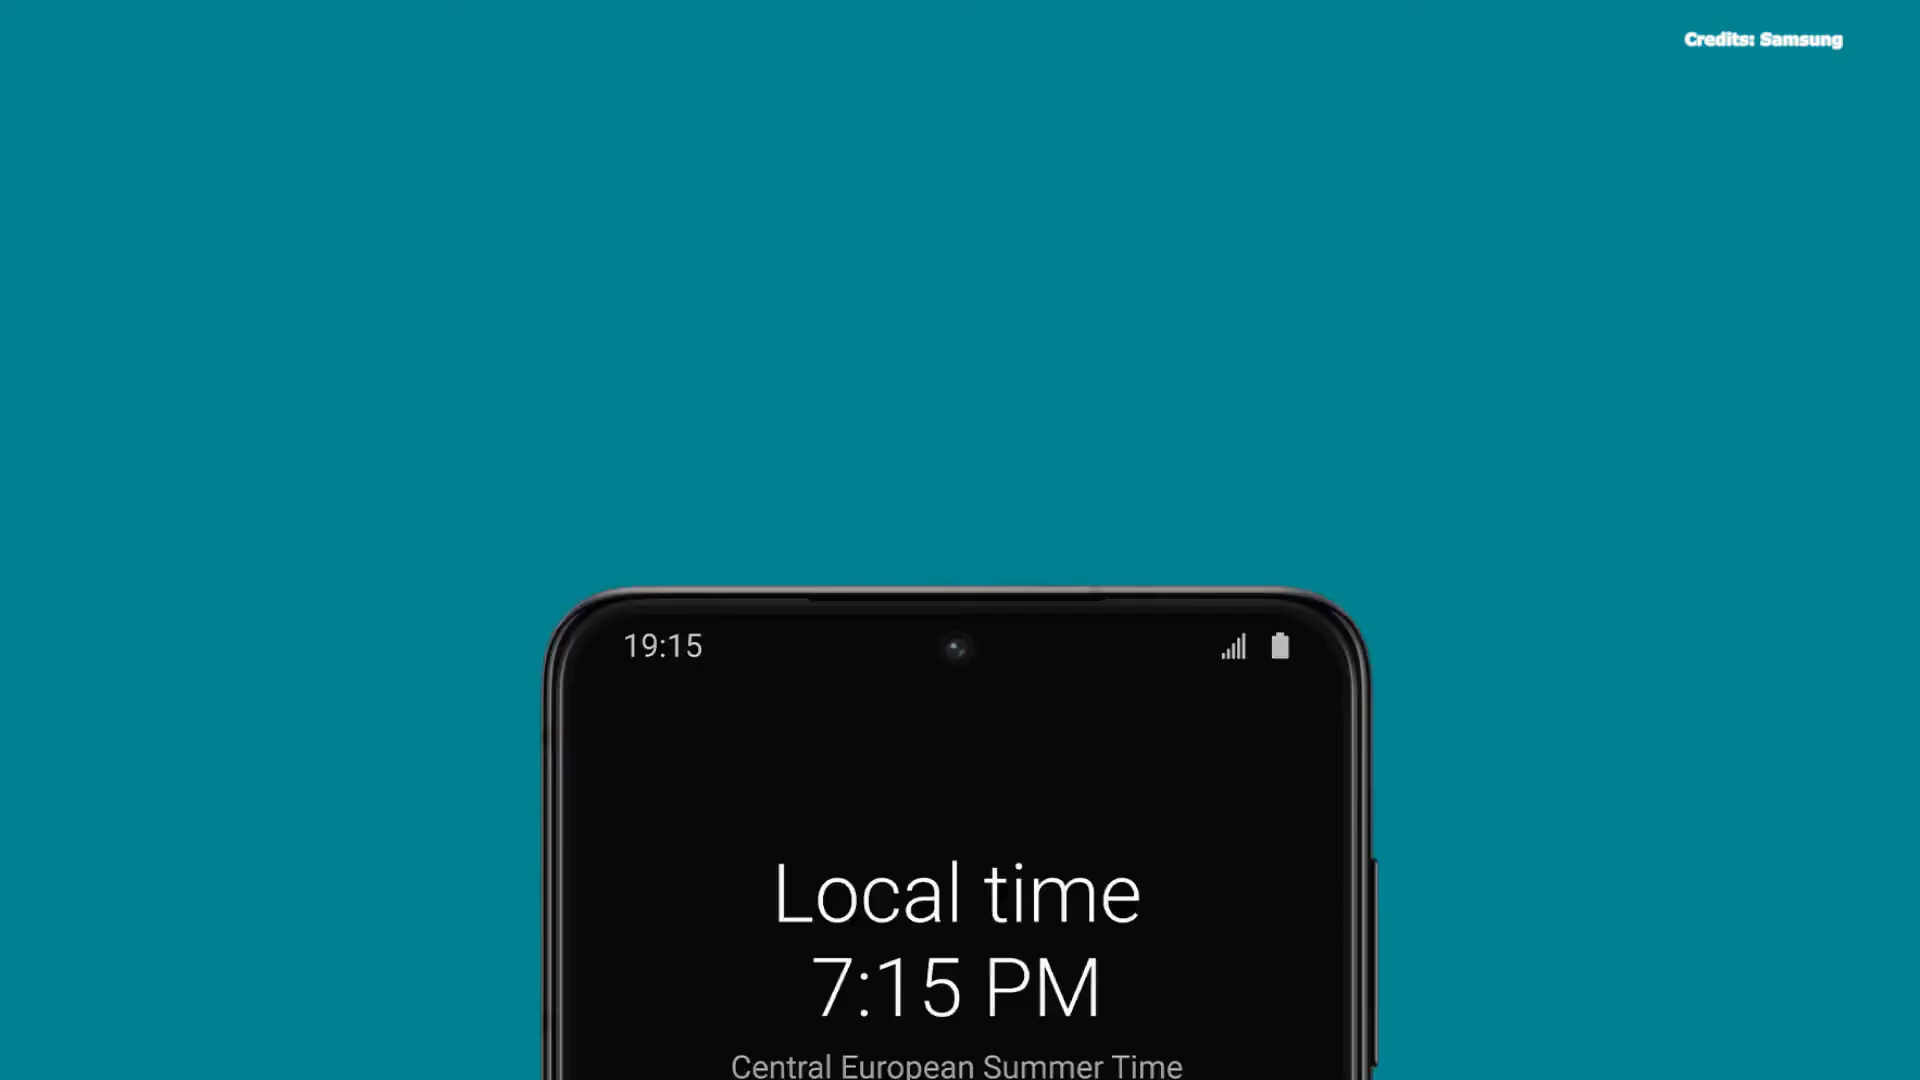 Credits: Samsung
19:15
Local time
7:15 PM
Central European Summer Time